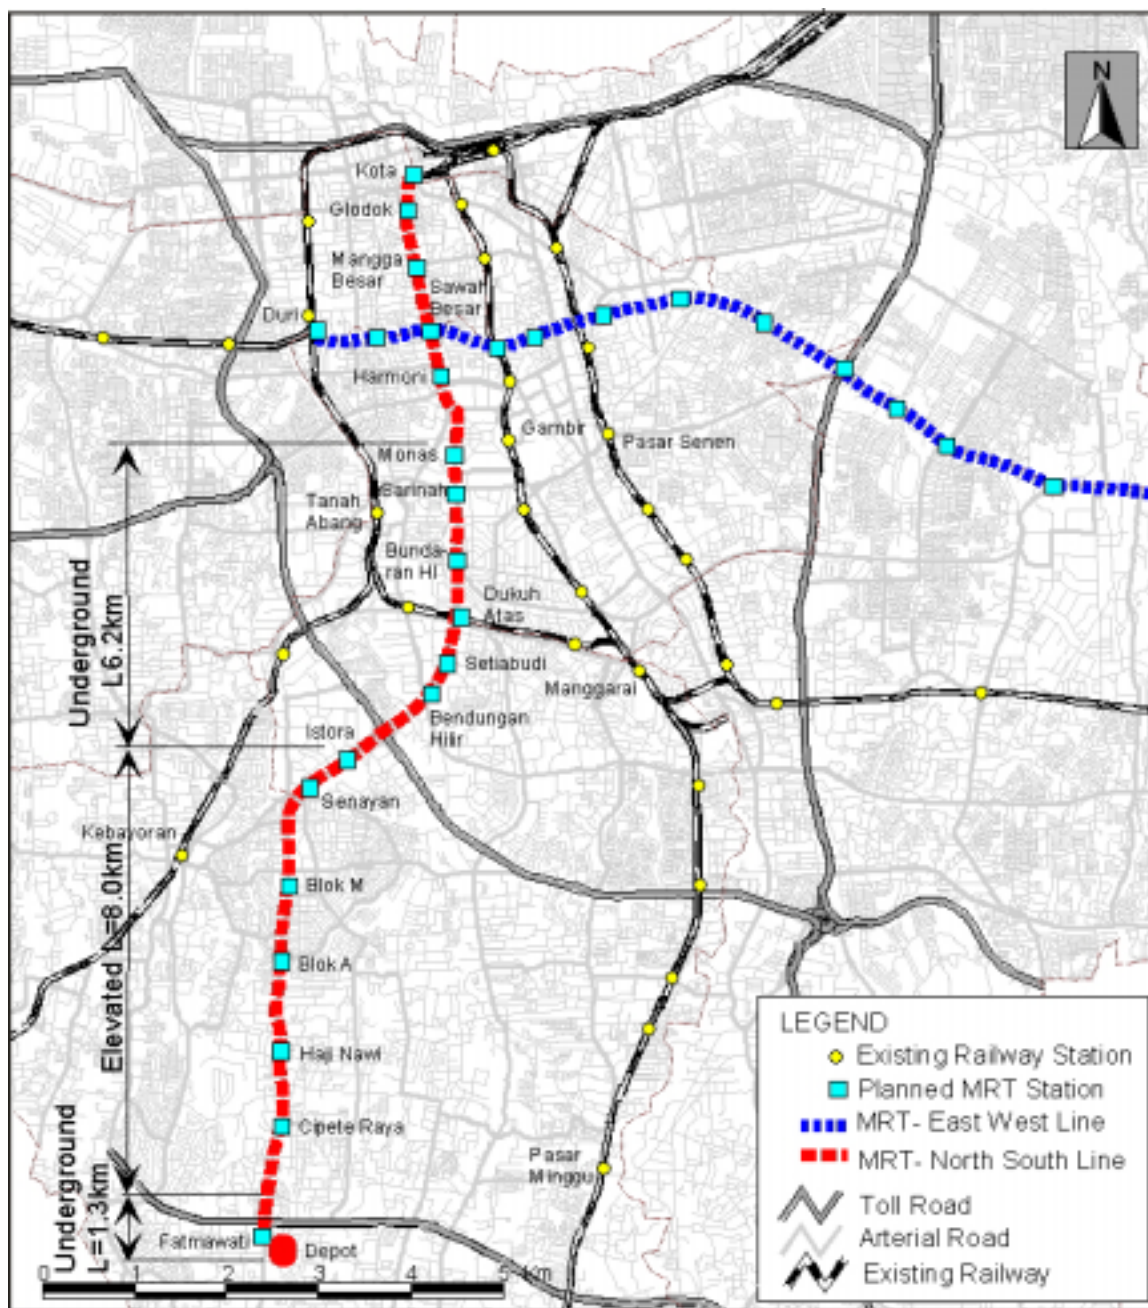 N
Kota
Glodok
Mangga
Besar
Sawah
Besar
Duri
Harmoni
Gambir
Pasar Senen
Monas
Sarinah
Tanah
Abang
Bunda-
ran HI
Dukuh
Atas
Underground
L6.2km
Setiabudi
Manggarai
Bendungan
Hilir
Istora
Senayan
Kebayoran
Blok M
Elevated L=8.0km
Blok A
Haji Nawi
Cipete Raya
Pasar
Minggu
Underground
L=1.3km
Fatmawati
Depot
0 1 2 3 4 5 km
LEGEND
Existing Railway Station
Planned MRT Station
MRT- East West Line
MRT- North South Line
Toll Road
Arterial Road
Existing Railway